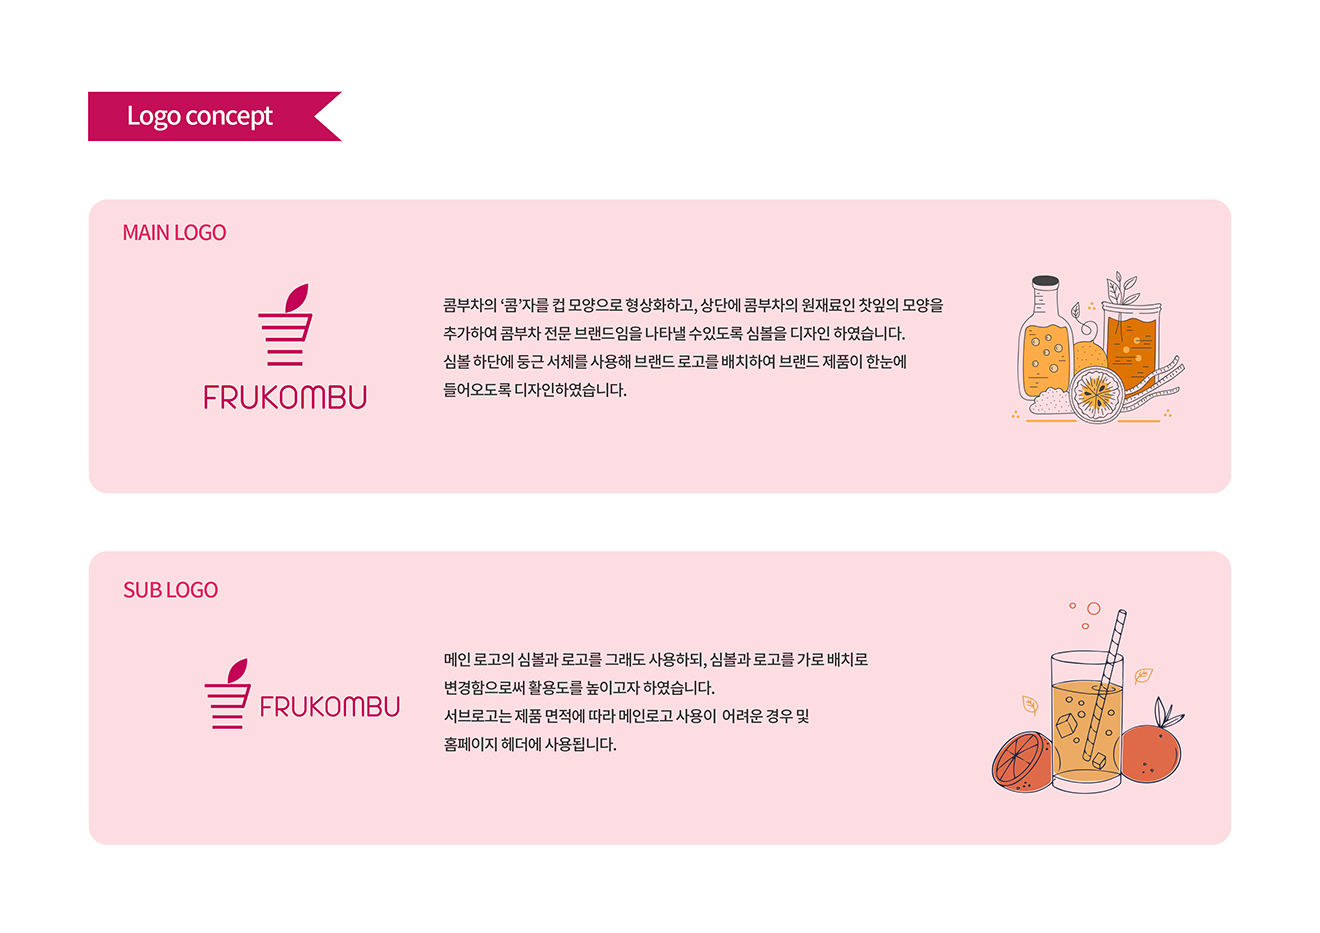 Logo concept
MAIN LOGO
FRUKOMBU
콤부차의 ‘콤’자를 컵 모양으로 형상화하고, 상단에 콤부차의 원재료인 찻잎의 모양을
추가하여 콤부차 전문 브랜드임을 나타낼 수있도록 심볼을 디자인 하였습니다.
심볼 하단에 둥근 서체를 사용해 브랜드 로고를 배치하여 브랜드 제품이 한눈에
들어오도록 디자인하였습니다.
SUB LOGO
FRUKOMBU
메인 로고의 심볼과 로고를 그래도 사용하되, 심볼과 로고를 가로 배치로
변경함으로써 활용도를 높이고자 하였습니다.
서브로고는 제품 면적에 따라 메인로고 사용이 어려운 경우 및
홈페이지 헤더에 사용됩니다.